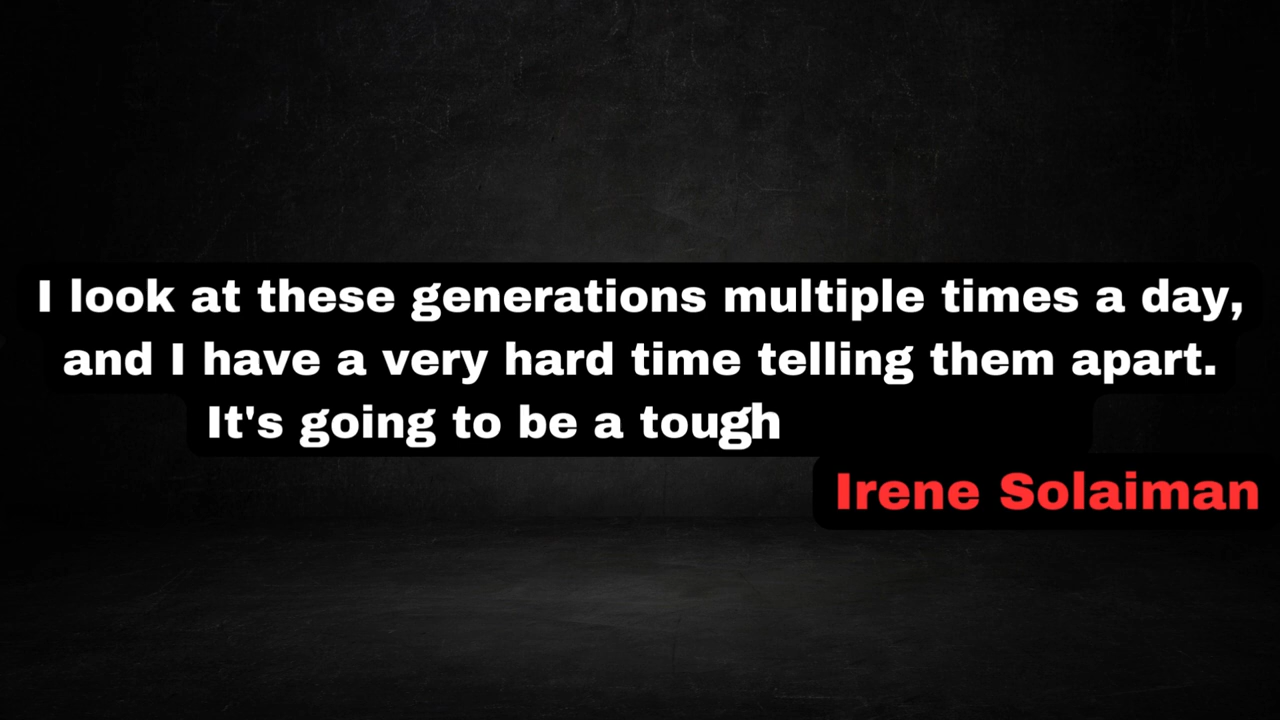 I look at these generations multiple times a day,
and I have a very hard time telling them apart.
It's going to be a tough
Irene Solaiman